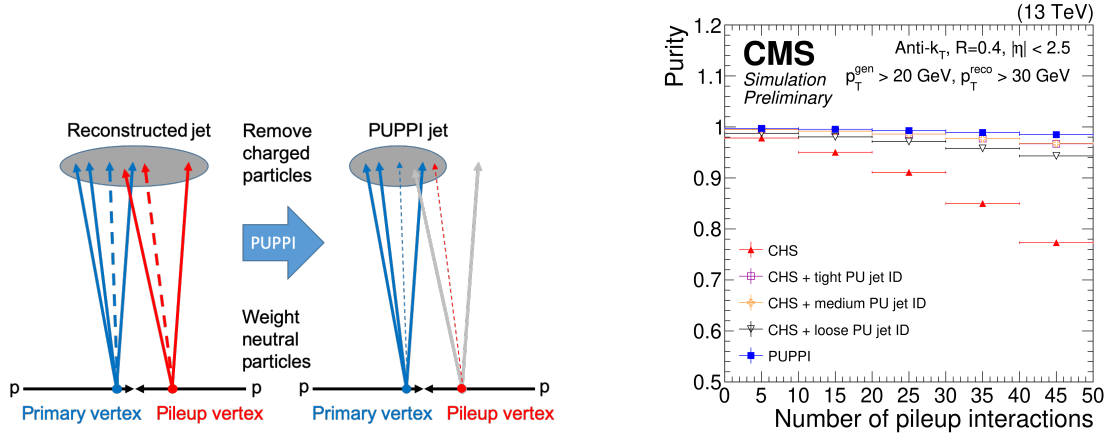 Reconstructed jet
Remove
charged
particles
PUPPI jet
PUPPI
Weight
neutral
particles
p
p
p
p
Primary vertex
Pileup vertex
Primary vertex
Pileup vertex
(13 TeV)
CMS
Simulation
Preliminary
Anti-kT, R=0.4, |η| < 2.5
pT^gen > 20 GeV, pT^reco > 30 GeV
Purity
1.2
1.1
1
0.9
0.8
0.7
0.6
0.5
CHS
CHS + tight PU jet ID
CHS + medium PU jet ID
CHS + loose PU jet ID
PUPPI
0 5 10 15 20 25 30 35 40 45 50
Number of pileup interactions